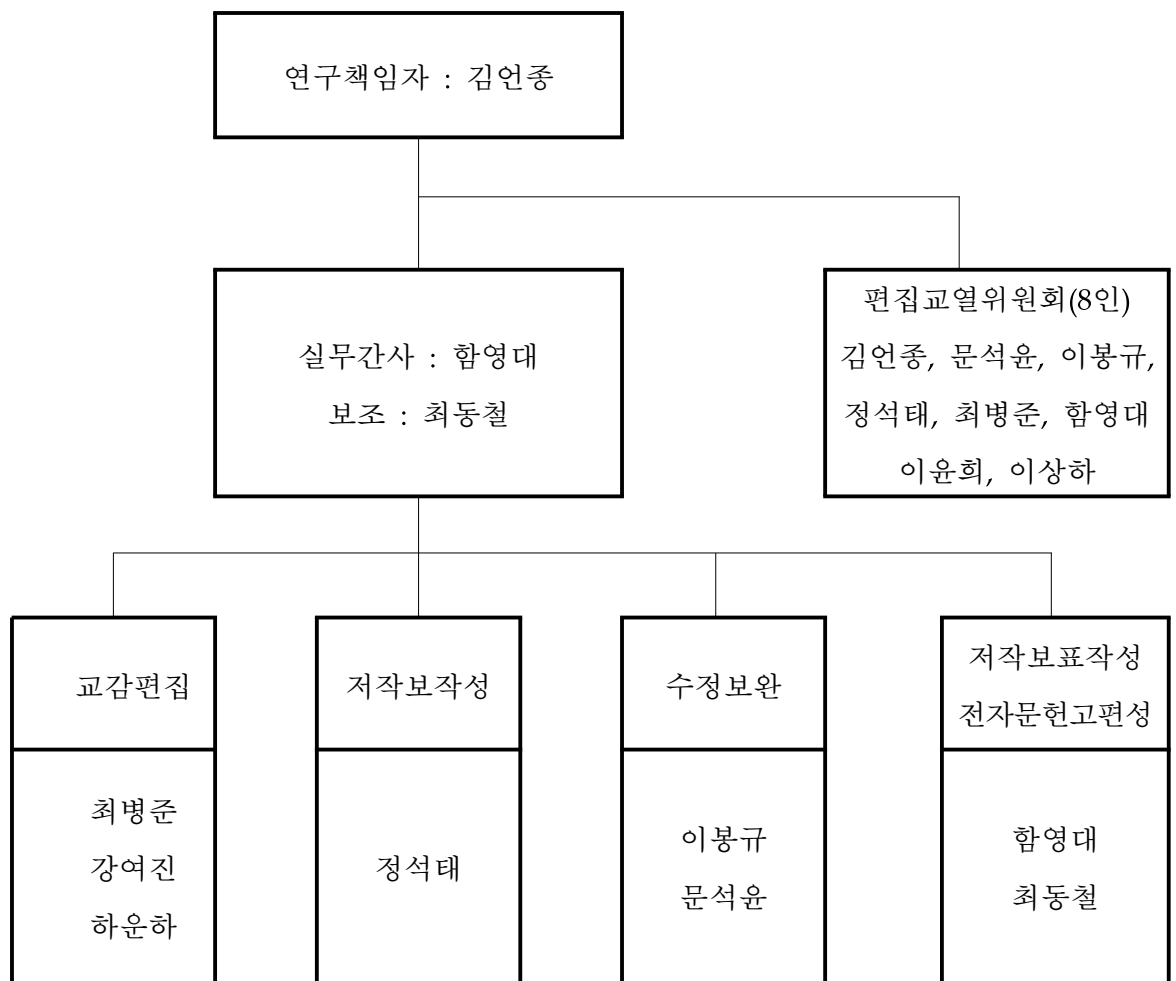 연구책임자 : 김언종
실무간사 : 함영대
보조 : 최동철
편집교열위원회(8인)
김언종, 문석윤, 이봉규,
정석태, 최병준, 함영대
이윤희, 이상하
교감편집
최병준
강여진
하운하
저작보작성
정석태
수정보완
이봉규
문석윤
저작보표작성
전자문헌고편성
함영대
최동철